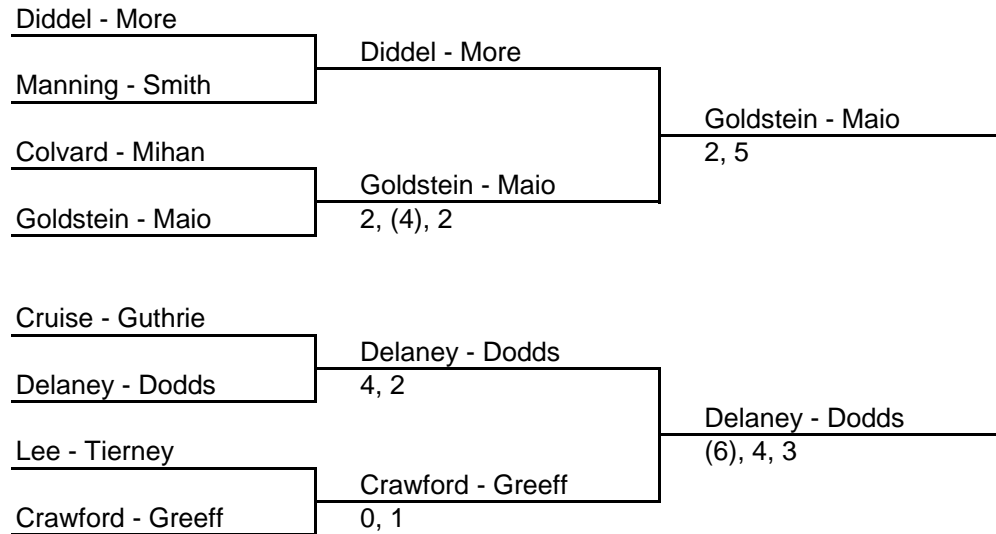 Diddel - More
Diddel - More
Manning - Smith
Goldstein - Maio
2, 5
Colvard - Mihan
Goldstein - Maio
2, (4), 2
Goldstein - Maio
Cruise - Guthrie
Delaney - Dodds
4, 2
Delaney - Dodds
Delaney - Dodds
(6), 4, 3
Lee - Tierney
Crawford - Greeff
0, 1
Crawford - Greeff